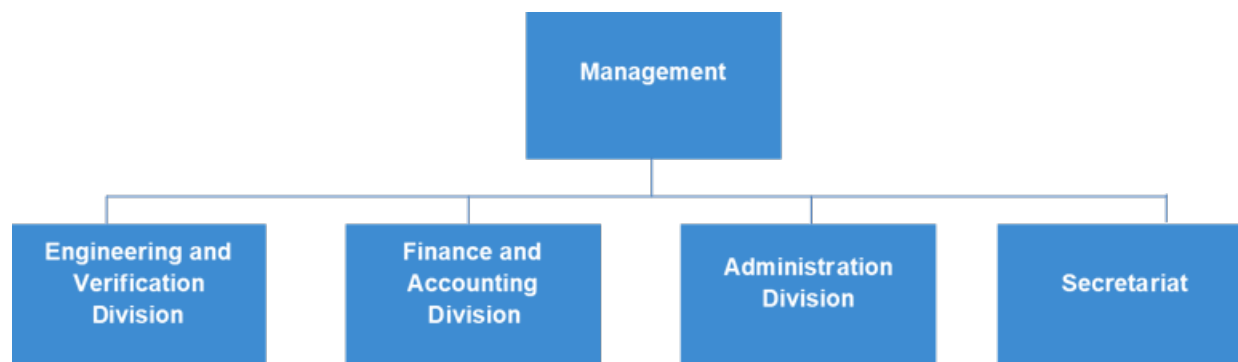 Management
Engineering and
Verification
Division
Finance and
Accounting
Division
Administration
Division
Secretariat